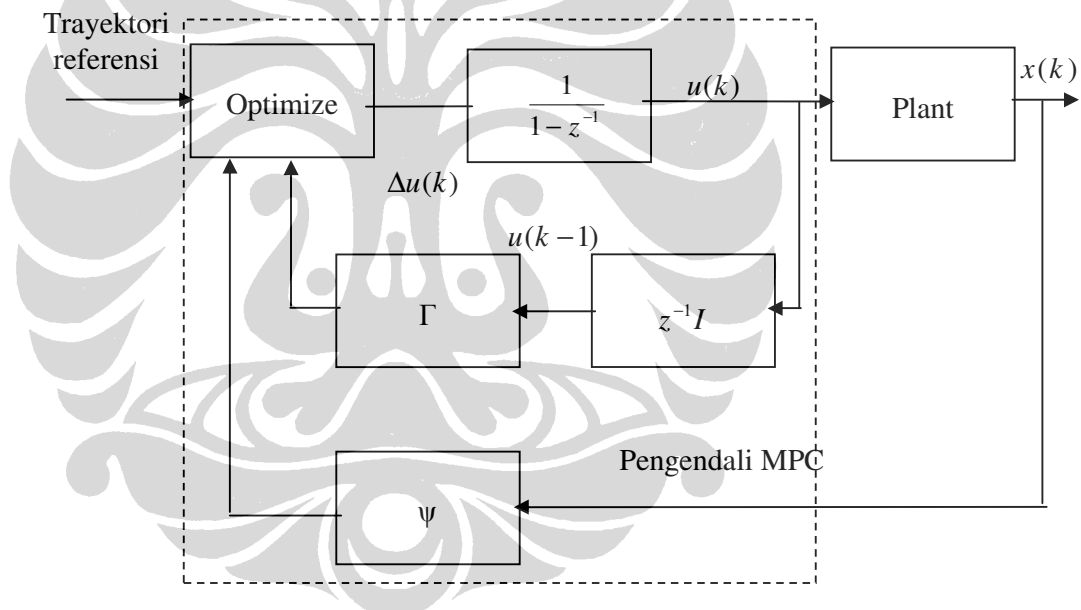 Trayektori
referensi
Optimize
1
1 − z⁻¹
u(k)
Plant
x(k)
Δu(k)
u(k −1)
Γ
z⁻¹I
Pengendali MPC
ψ